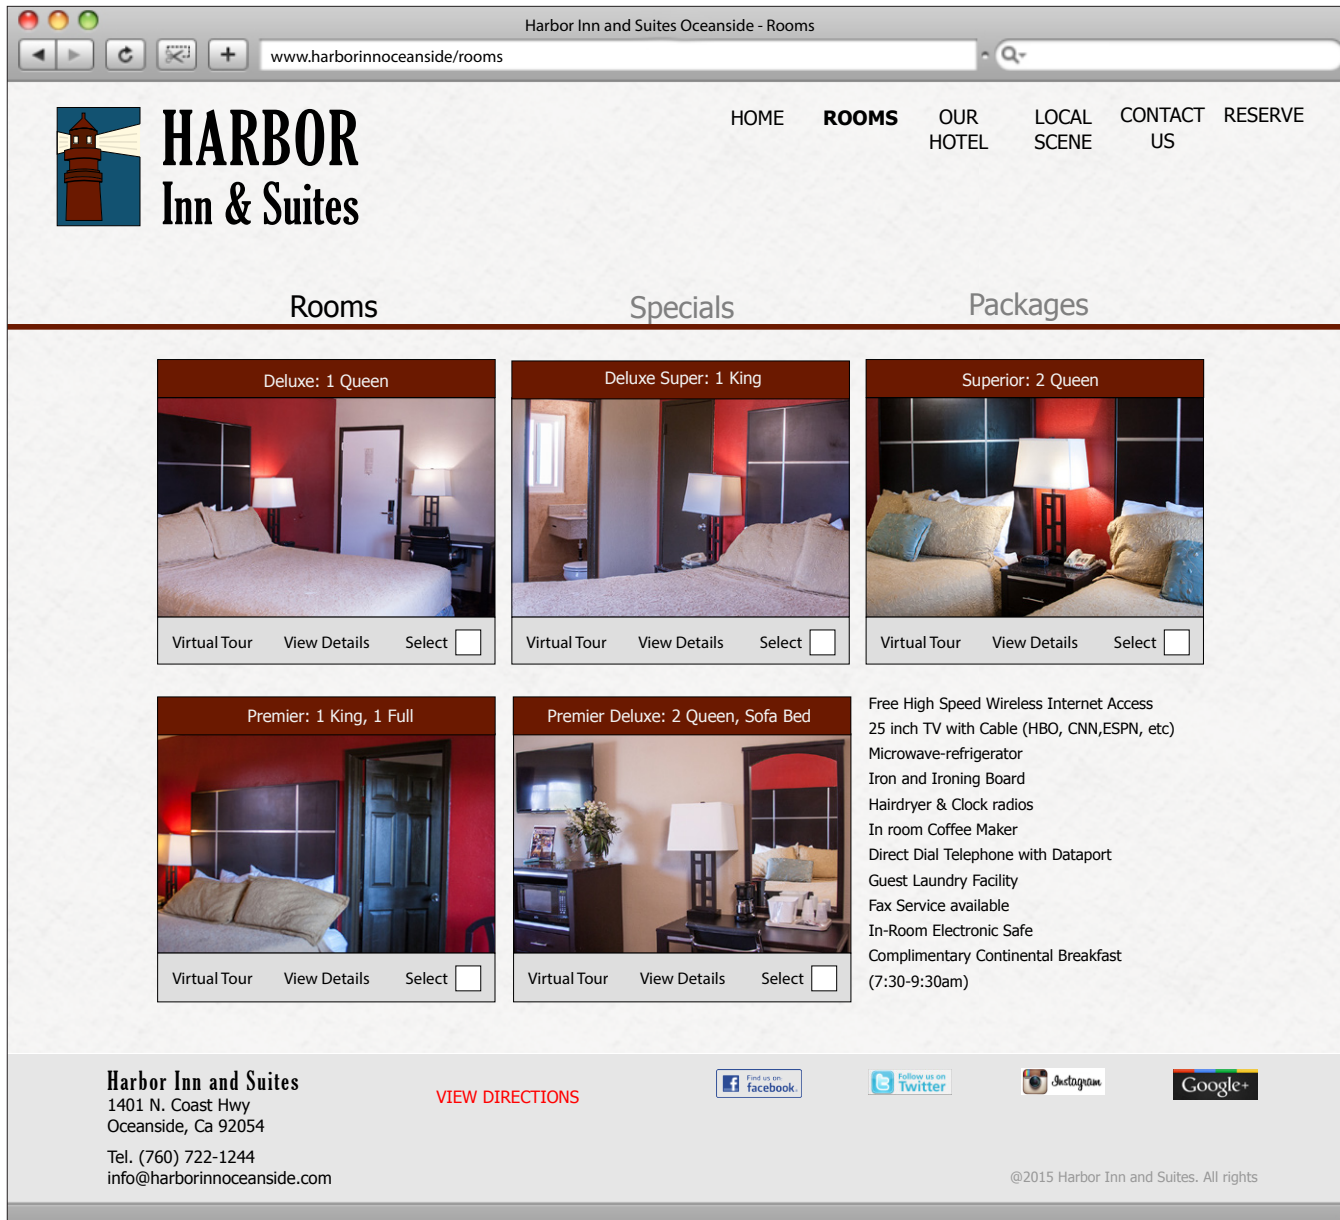 Harbor Inn and Suites Oceanside - Rooms
www.harborinnoceanside/rooms
HARBOR
Inn & Suites
HOME
ROOMS
OUR
HOTEL
LOCAL
SCENE
CONTACT
US
RESERVE
Rooms
Specials
Packages
Deluxe: 1 Queen
Virtual Tour View Details Select
Deluxe Super: 1 King
Virtual Tour View Details Select
Superior: 2 Queen
Virtual Tour View Details Select
Premier: 1 King, 1 Full
Virtual Tour View Details Select
Premier Deluxe: 2 Queen, Sofa Bed
Virtual Tour View Details Select
Free High Speed Wireless Internet Access
25 inch TV with Cable (HBO, CNN,ESPN, etc)
Microwave-refrigerator
Iron and Ironing Board
Hairdryer & Clock radios
In room Coffee Maker
Direct Dial Telephone with Dataport
Guest Laundry Facility
Fax Service available
In-Room Electronic Safe
Complimentary Continental Breakfast
(7:30-9:30am)
Harbor Inn and Suites
1401 N. Coast Hwy
Oceanside, Ca 92054
Tel. (760) 722-1244
info@harborinnoceanside.com
VIEW DIRECTIONS
Find us on
facebook.
Follow us on
Twitter
Instagram
Google+
@2015 Harbor Inn and Suites. All rights